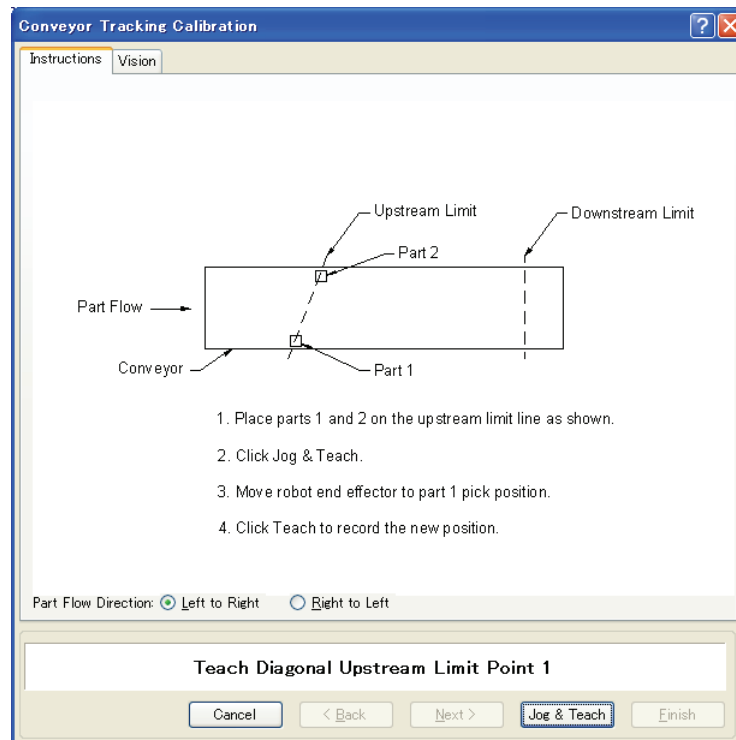 Conveyor Tracking Calibration
Instructions
Vision
Upstream Limit
Downstream Limit
Part 2
Part Flow
Conveyor
Part 1
1. Place parts 1 and 2 on the upstream limit line as shown.
2. Click Jog & Teach.
3. Move robot end effector to part 1 pick position.
4. Click Teach to record the new position.
Part Flow Direction: Left to Right Right to Left
Teach Diagonal Upstream Limit Point 1
Cancel < Back Next > Jog & Teach Finish